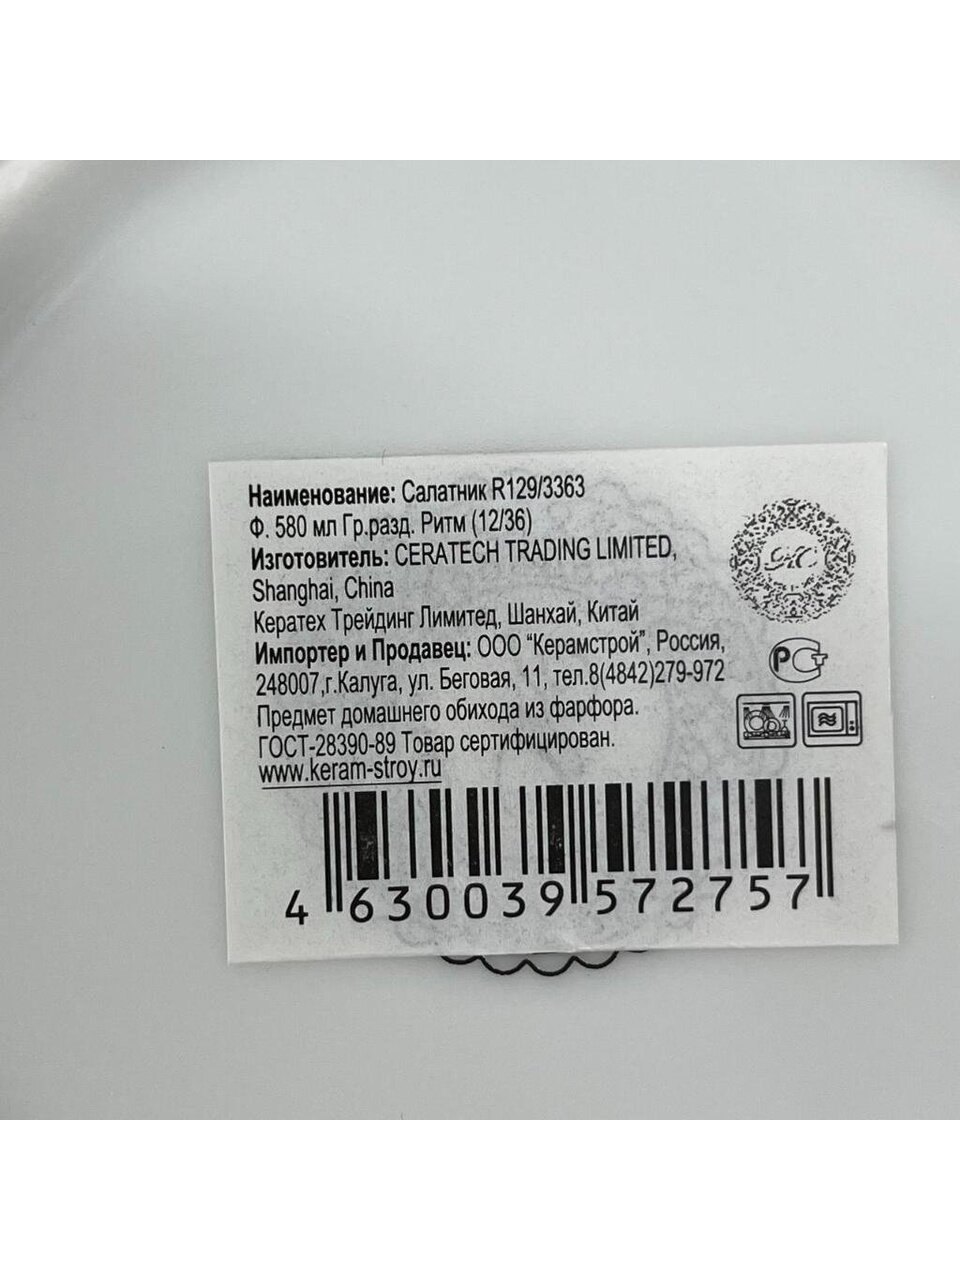 Наименование: Салатник R129/3363
Ф. 580 мл Гр.разд. Ритм (12/36)
Изготовитель: CERATECH TRADING LIMITED,
Shanghai, China
Кератех Трейдинг Лимитед, Шанхай, Китай
Импортер и Продавец: ООО "Керамстрой", Россия,
248007,г.Калуга, ул. Беговая, 11, тел.8(4842)279-972
Предмет домашнего обихода из фарфора.
ГОСТ-28390-89 Товар сертифицирован.
www.keram-stroy.ru
4 630039 572757